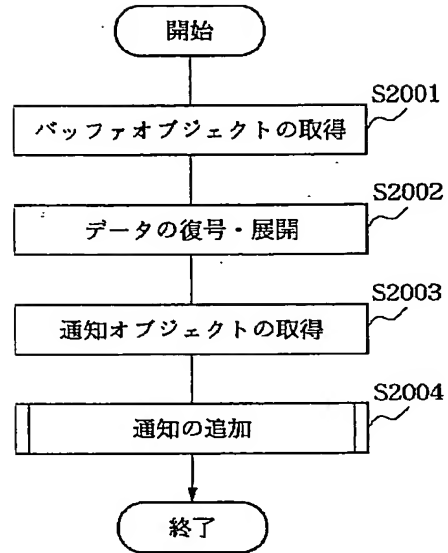 開始
S2001
バッファオブジェクトの取得
S2002
データの復号・展開
S2003
通知オブジェクトの取得
S2004
通知の追加
終了